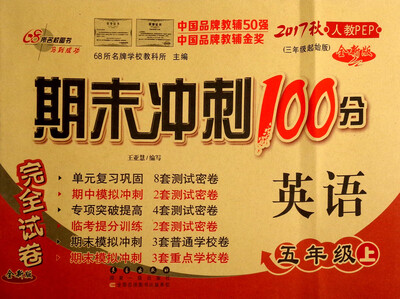 68所名校图书
中国品牌教辅50强
中国品牌教辅金奖
68所名牌学校教科所 主编
2017秋
人教PEP
(三年级起始版)
全新版
期末冲刺100分
王亚慧/编写
完全试卷
全新版
单元复习巩固 8套测试密卷
期中模拟冲刺 2套测试密卷
专项突破提高 4套测试密卷
临考提分训练 2套测试密卷
期末模拟冲刺 3套普通学校卷
期末模拟冲刺 3套重点学校卷
英语
五年级上
长春出版社